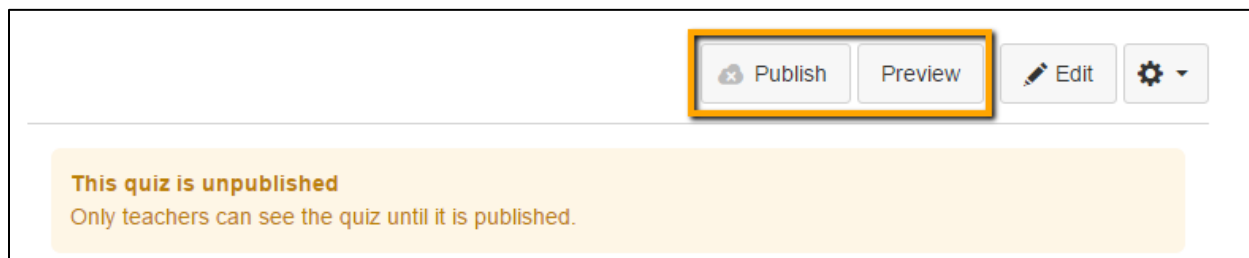 Publish Preview Edit
This quiz is unpublished
Only teachers can see the quiz until it is published.